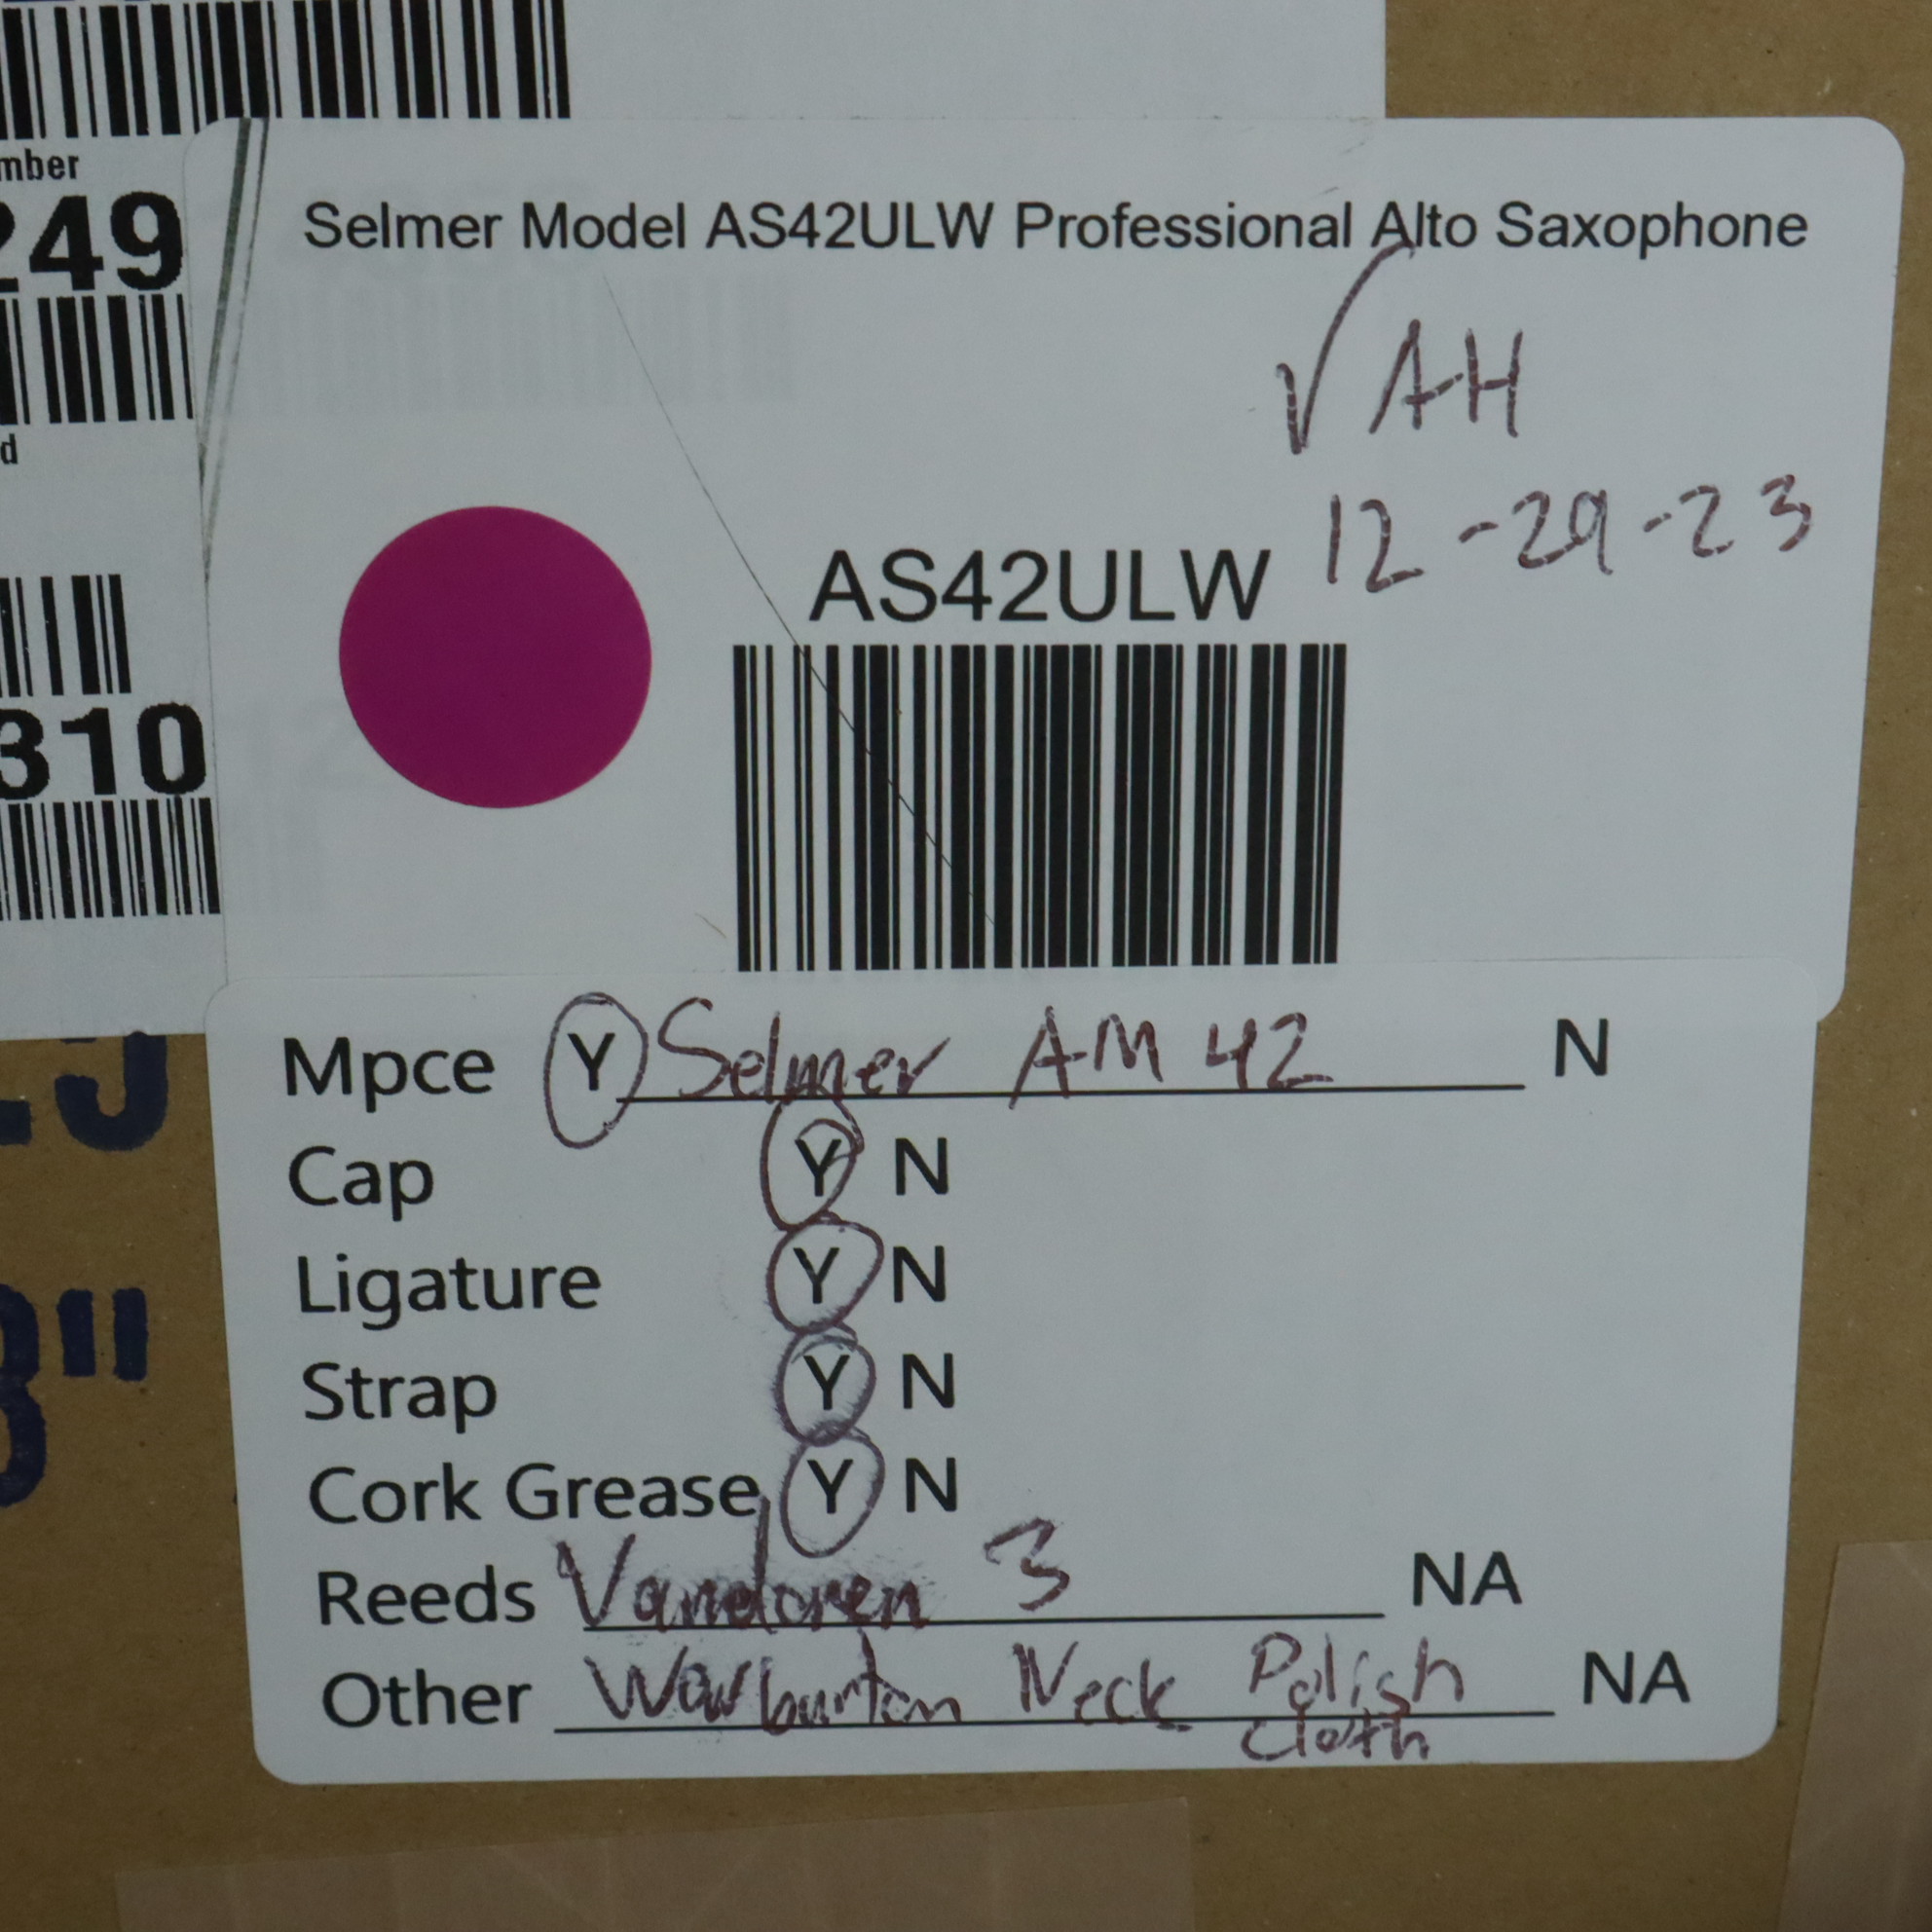 mber
249
d
310
Selmer Model AS42ULW Professional Alto Saxophone
√ AH
12-29-23
AS42ULW
Mpce Y Selmer AM 42 N
Cap Y N
Ligature Y N
Strap Y N
Cork Grease Y N
Reeds Vandoren 3 NA
Other Warburton Neck Polish NA
Cloth